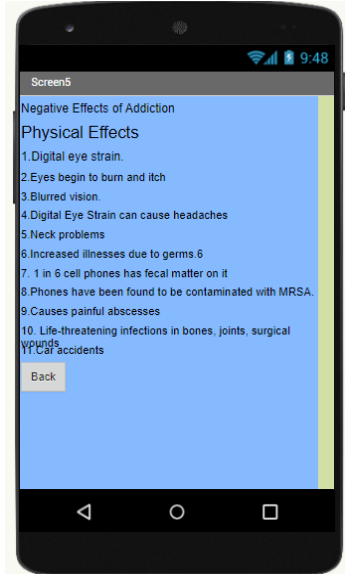 9:48
Screen5
Negative Effects of Addiction
Physical Effects
1.Digital eye strain.
2.Eyes begin to burn and itch
3.Blurred vision.
4.Digital Eye Strain can cause headaches
5.Neck problems
6.Increased illnesses due to germs.6
7. 1 in 6 cell phones has fecal matter on it
8.Phones have been found to be contaminated with MRSA.
9.Causes painful abscesses
10. Life-threatening infections in bones, joints, surgical
wounds
11.Car accidents
Back